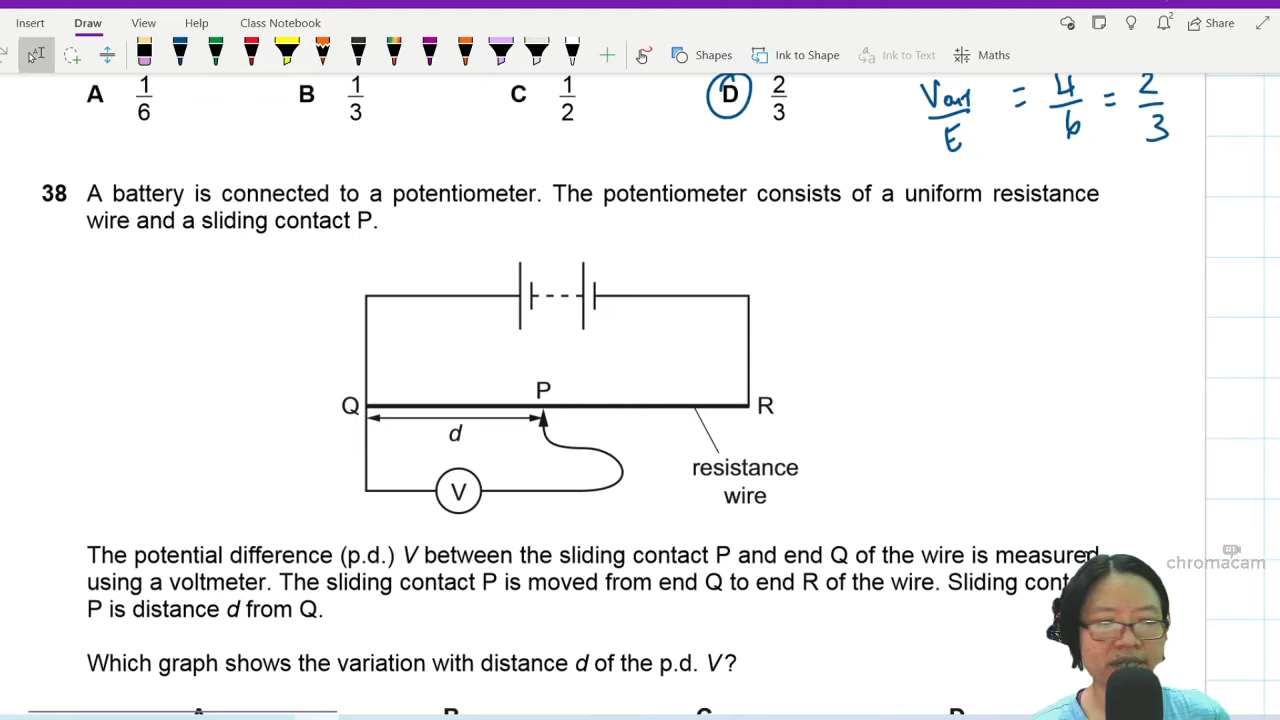 Insert Draw View Help Class Notebook 2 Share
Shapes Ink to Shape Ink to Text Maths
A 1/6 B 1/3 C 1/2 D 2/3 Vout/E = 4/6 = 2/3
38 A battery is connected to a potentiometer. The potentiometer consists of a uniform resistance
wire and a sliding contact P.
P
Q R
d
resistance
wire
V
The potential difference (p.d.) V between the sliding contact P and end Q of the wire is measured
chromacam
using a voltmeter. The sliding contact P is moved from end Q to end R of the wire. Sliding
P is distance d from Q.
Which graph shows the variation with distance d of the p.d. V?
A B C D